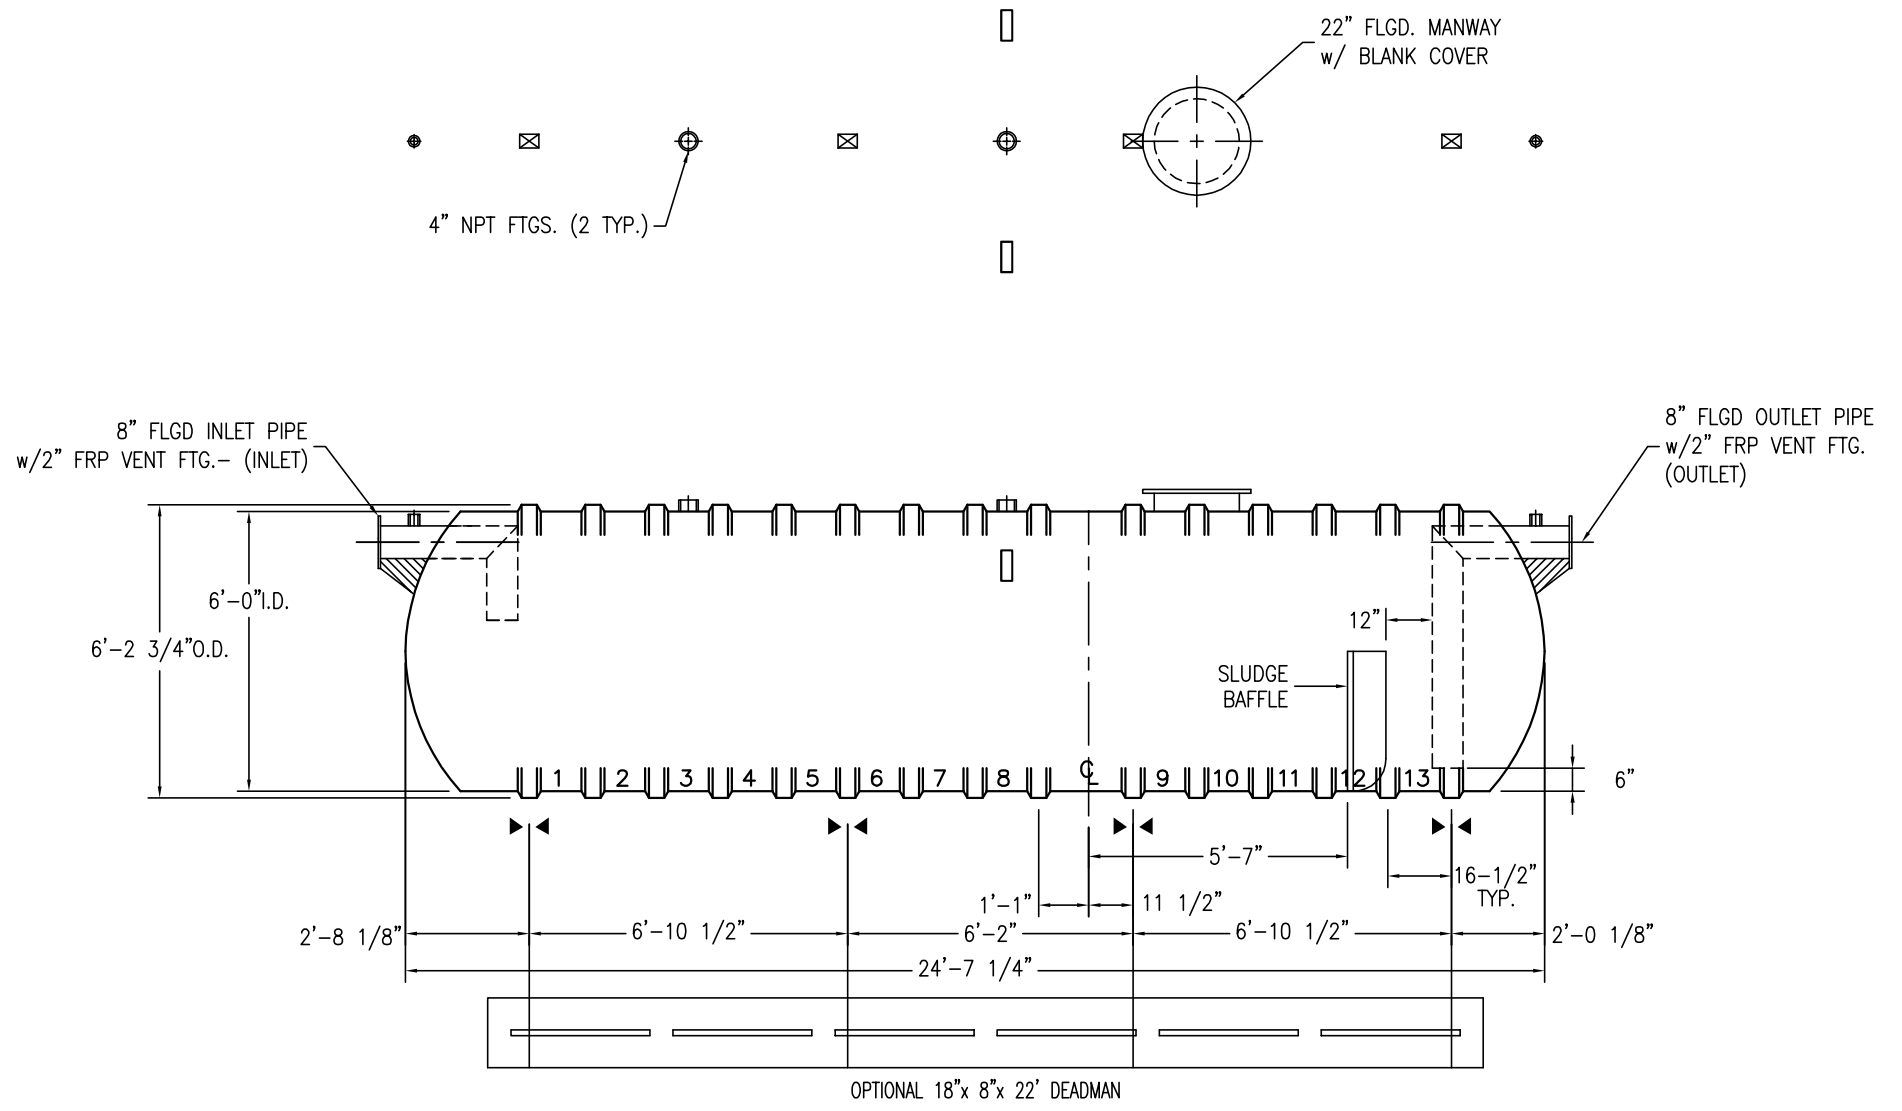 22” FLGD. MANWAY
w/ BLANK COVER
4” NPT FTGS. (2 TYP.)
8” FLGD INLET PIPE
w/2” FRP VENT FTG.– (INLET)
8” FLGD OUTLET PIPE
w/2” FRP VENT FTG.
(OUTLET)
6'–0”I.D.
6'–2 3/4”O.D.
12”
SLUDGE
BAFFLE
1 2 3 4 5 6 7 8 CL 9 10 11 12 13
6”
5'–7”
16–1/2”
TYP.
1'–1”
11 1/2”
2'–8 1/8”
6'–10 1/2”
6'–2”
6'–10 1/2”
2'–0 1/8”
24'–7 1/4”
OPTIONAL 18”x 8”x 22' DEADMAN